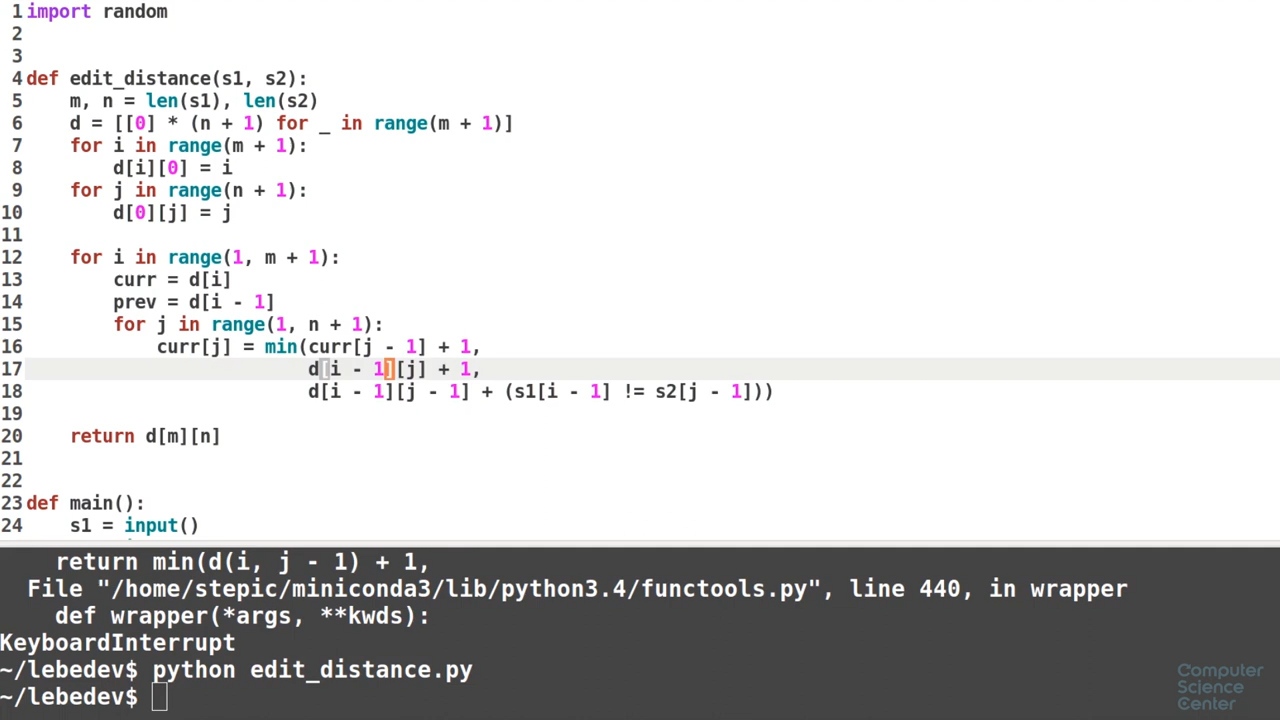 1 import random
2
3
4 def edit_distance(s1, s2):
5     m, n = len(s1), len(s2)
6     d = [[0] * (n + 1) for _ in range(m + 1)]
7     for i in range(m + 1):
8         d[i][0] = i
9     for j in range(n + 1):
10         d[0][j] = j
11
12     for i in range(1, m + 1):
13         curr = d[i]
14         prev = d[i - 1]
15         for j in range(1, n + 1):
16             curr[j] = min(curr[j - 1] + 1,
17                           d[i - 1][j] + 1,
18                           d[i - 1][j - 1] + (s1[i - 1] != s2[j - 1]))
19
20     return d[m][n]
21
22
23 def main():
24     s1 = input()
    return min(d(i, j - 1) + 1,
  File "/home/stepic/miniconda3/lib/python3.4/functools.py", line 440, in wrapper
    def wrapper(*args, **kwds):
KeyboardInterrupt
~/lebedev$ python edit_distance.py
~/lebedev$
Computer
Science
Center